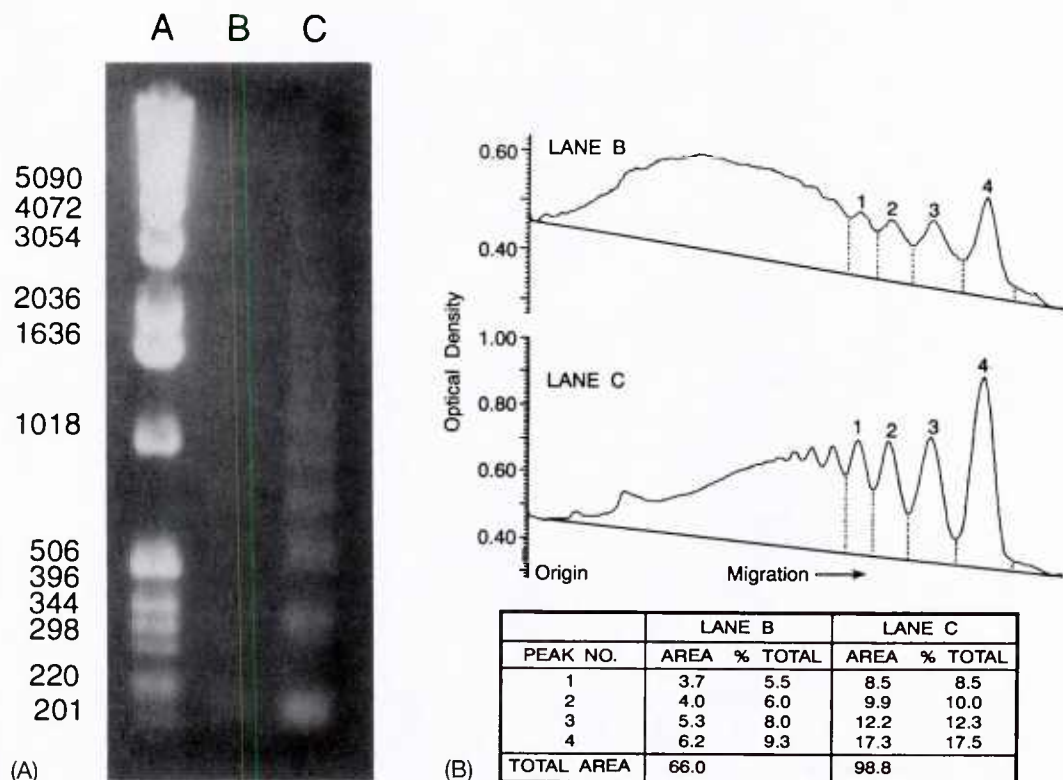 A B C
5090
4072
3054
2036
1636
1018
506
396
344
298
220
201
(A)
LANE B
0.60
0.40
1 2 3 4
Optical Density
LANE C
1.00
0.80
0.60
0.40
1 2 3 4
Origin Migration
LANE B LANE C
PEAK NO. AREA % TOTAL AREA % TOTAL
1 3.7 5.5 8.5 8.5
2 4.0 6.0 9.9 10.0
3 5.3 8.0 12.2 12.3
4 6.2 9.3 17.3 17.5
TOTAL AREA 66.0 98.8
(B)